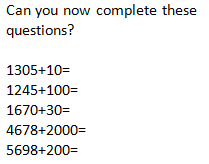 Can you now complete these
questions?
1305+10=
1245+100=
1670+30=
4678+2000=
5698+200=